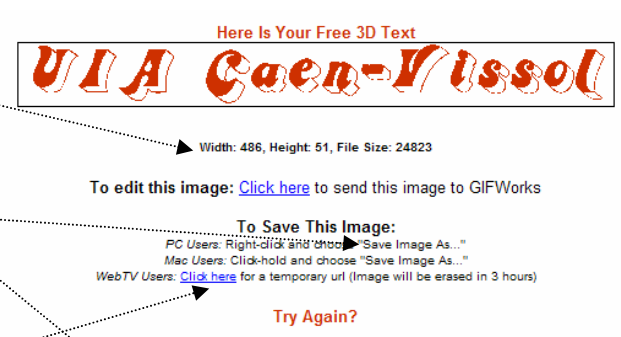 Here Is Your Free 3D Text
UIA Caen-Vissol
Width: 486, Height: 51, File Size: 24823
To edit this image: Click here to send this image to GIFWorks
To Save This Image:
PC Users: Right-click and choose "Save Image As..."
Mac Users: Click-hold and choose "Save Image As..."
WebTV Users: Click here for a temporary url (Image will be erased in 3 hours)
Try Again?